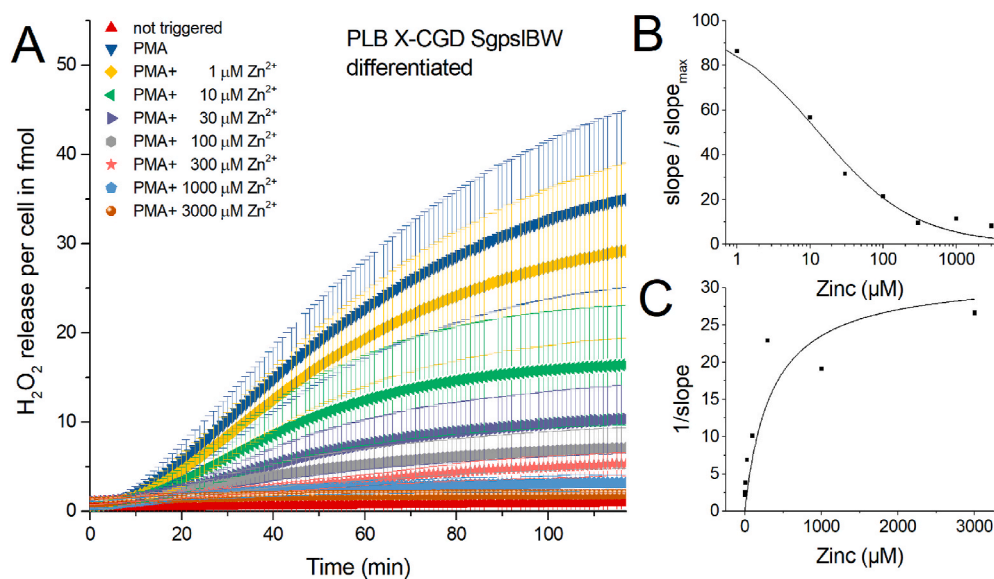 A
not triggered
PMA
PMA+ 1 μM Zn²⁺
PMA+ 10 μM Zn²⁺
PMA+ 30 μM Zn²⁺
PMA+ 100 μM Zn²⁺
PMA+ 300 μM Zn²⁺
PMA+ 1000 μM Zn²⁺
PMA+ 3000 μM Zn²⁺
PLB X-CGD SgpsIBW
differentiated
H₂O₂ release per cell in fmol
50
40
30
20
10
0
0 20 40 60 80 100
Time (min)
B
slope / slopeₘₐₓ
100
80
60
40
20
0
1 10 100 1000
Zinc (μM)
C
1/slope
30
25
20
15
10
5
0
0 1000 2000 3000
Zinc (μM)